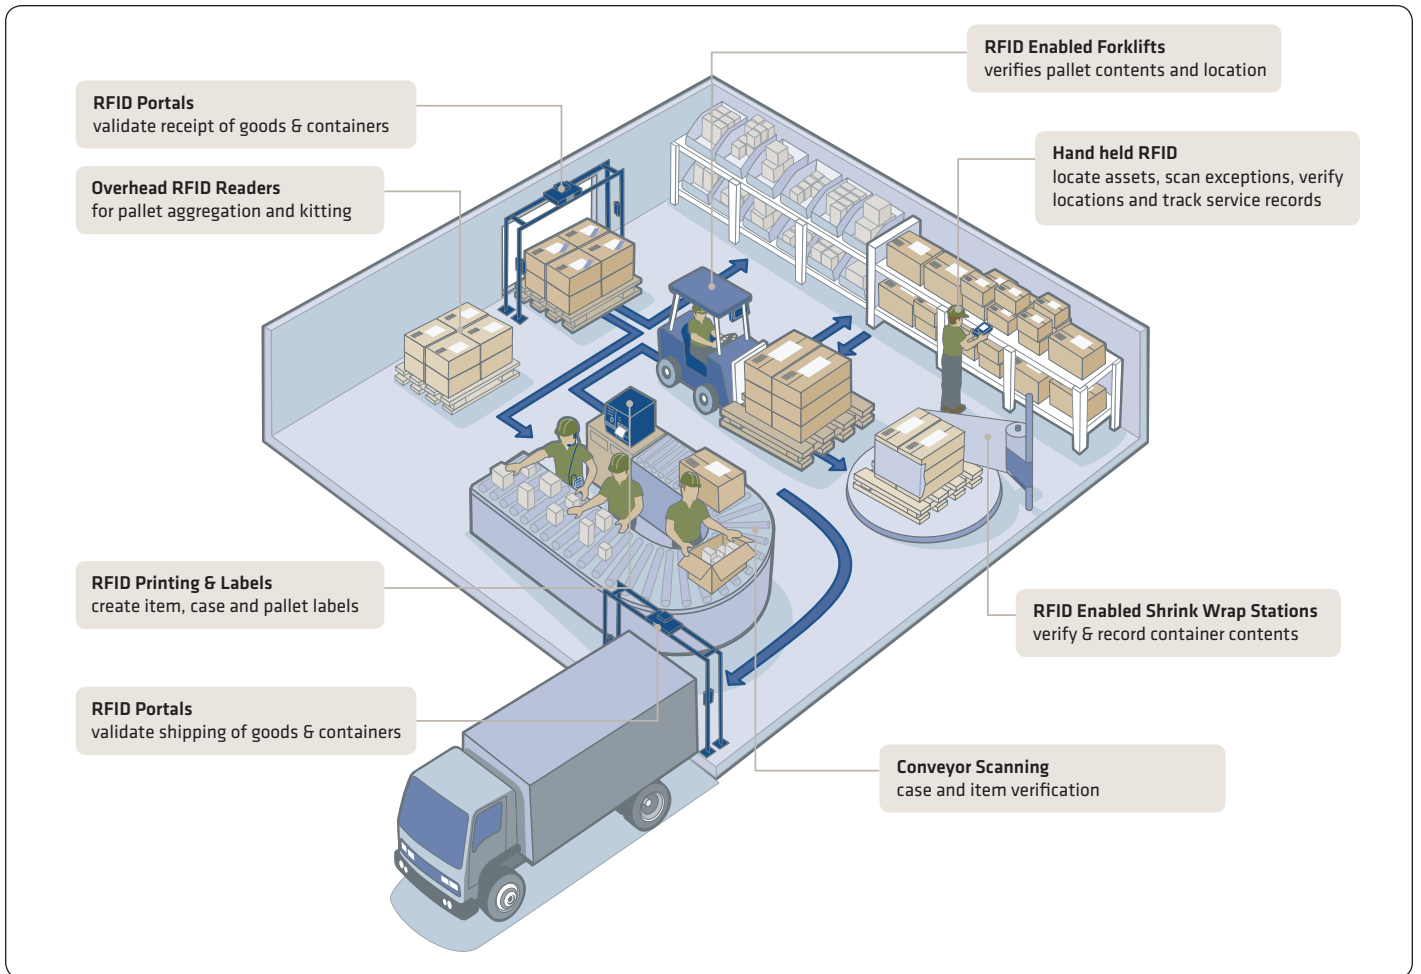 RFID Enabled Forklifts
verifies pallet contents and location
RFID Portals
validate receipt of goods & containers
Hand held RFID
locate assets, scan exceptions, verify
locations and track service records
Overhead RFID Readers
for pallet aggregation and kitting
RFID Printing & Labels
create item, case and pallet labels
RFID Enabled Shrink Wrap Stations
verify & record container contents
RFID Portals
validate shipping of goods & containers
Conveyor Scanning
case and item verification